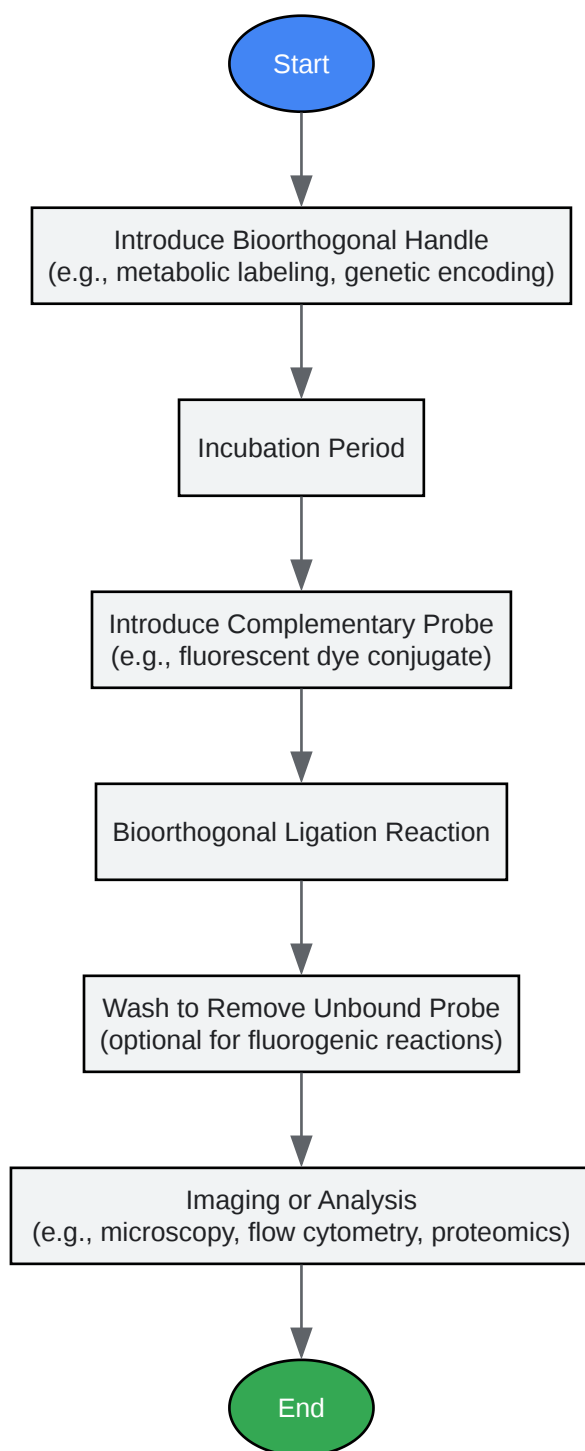 Start
Introduce Bioorthogonal Handle
(e.g., metabolic labeling, genetic encoding)
Incubation Period
Introduce Complementary Probe
(e.g., fluorescent dye conjugate)
Bioorthogonal Ligation Reaction
Wash to Remove Unbound Probe
(optional for fluorogenic reactions)
Imaging or Analysis
(e.g., microscopy, flow cytometry, proteomics)
End